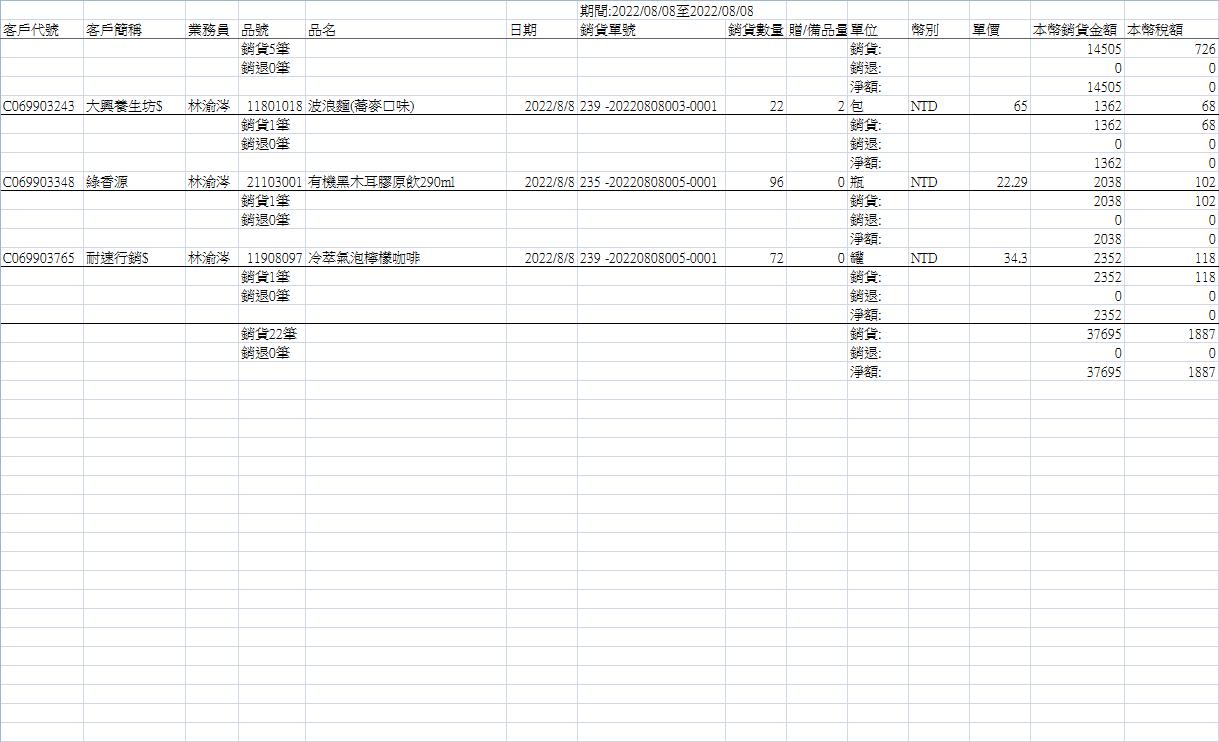 期間:2022/08/08至2022/08/08
客戶代號 客戶簡稱 業務員 品號 品名 日期 銷貨單號 銷貨數量 贈/備品量 單位 幣別 單價 本幣銷貨金額 本幣稅額
銷貨5筆 銷貨: 14505 726
銷退0筆 銷退: 0 0
淨額: 14505 0
C069903243 大興養生坊$ 林渝涔 11801018 波浪麵(蕎麥口味) 2022/8/8 239 -20220808003-0001 22 2 包 NTD 65 1362 68
銷貨1筆 銷貨: 1362 68
銷退0筆 銷退: 0 0
淨額: 1362 0
C069903348 綠香源 林渝涔 21103001 有機黑木耳膠原飲290ml 2022/8/8 235 -20220808005-0001 96 0 瓶 NTD 22.29 2038 102
銷貨1筆 銷貨: 2038 102
銷退0筆 銷退: 0 0
淨額: 2038 0
C069903765 耐速行銷$ 林渝涔 11908097 冷萃氣泡檸檬咖啡 2022/8/8 239 -20220808005-0001 72 0 罐 NTD 34.3 2352 118
銷貨1筆 銷貨: 2352 118
銷退0筆 銷退: 0 0
淨額: 2352 0
銷貨22筆 銷貨: 37695 1887
銷退0筆 銷退: 0 0
淨額: 37695 1887